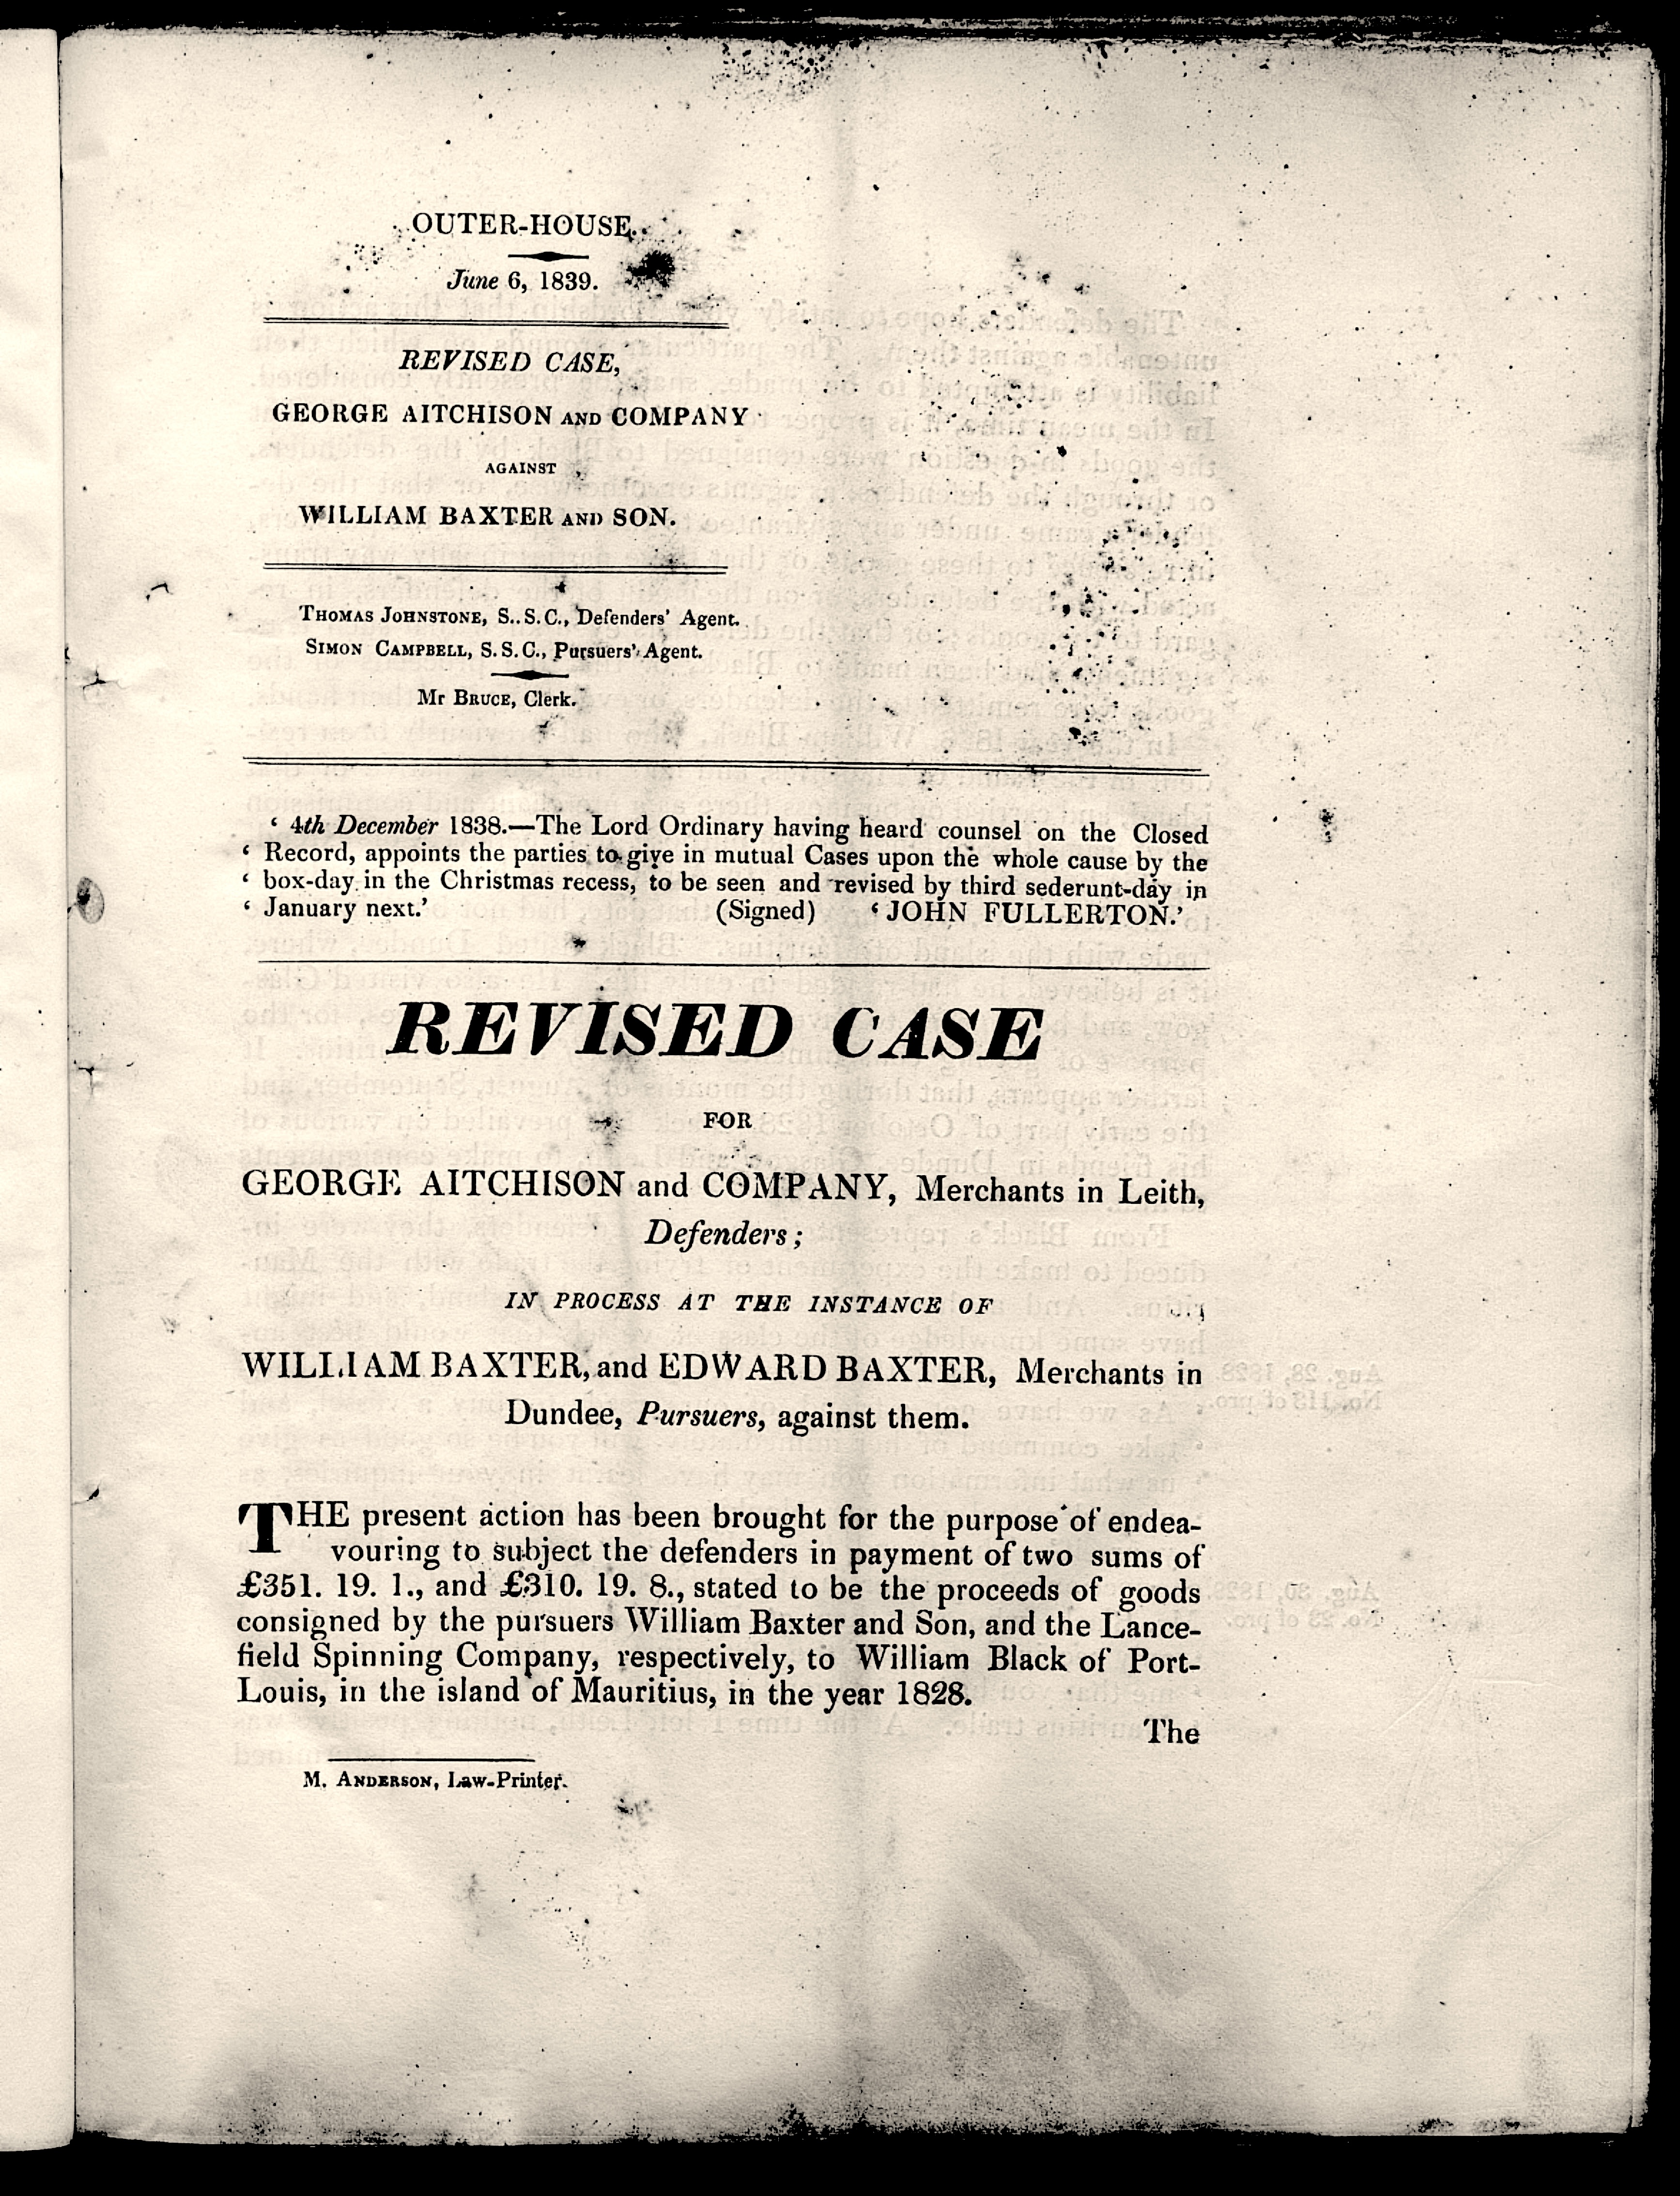 OUTER-HOUSE.
June 6, 1839.
REVISED CASE,
GEORGE AITCHISON AND COMPANY
AGAINST
WILLIAM BAXTER AND SON.
THOMAS JOHNSTONE, S.S.C., Defenders' Agent.
SIMON CAMPBELL, S.S.C., Pursuers' Agent.
Mr BRUCE, Clerk.
‘ 4th December 1838.—The Lord Ordinary having heard counsel on the Closed
‘ Record, appoints the parties to give in mutual Cases upon the whole cause by the
‘ box-day in the Christmas recess, to be seen and revised by third sederunt-day in
‘ January next.’ (Signed) ‘ JOHN FULLERTON.’
REVISED CASE
FOR
GEORGE AITCHISON and COMPANY, Merchants in Leith,
Defenders;
IN PROCESS AT THE INSTANCE OF
WILLIAM BAXTER, and EDWARD BAXTER, Merchants in
Dundee, Pursuers, against them.
THE present action has been brought for the purpose of endea-
vouring to subject the defenders in payment of two sums of
£351. 19. 1., and £310. 19. 8., stated to be the proceeds of goods
consigned by the pursuers William Baxter and Son, and the Lance-
field Spinning Company, respectively, to William Black of Port-
Louis, in the island of Mauritius, in the year 1828.
The
M. ANDERSON, Law-Printer.